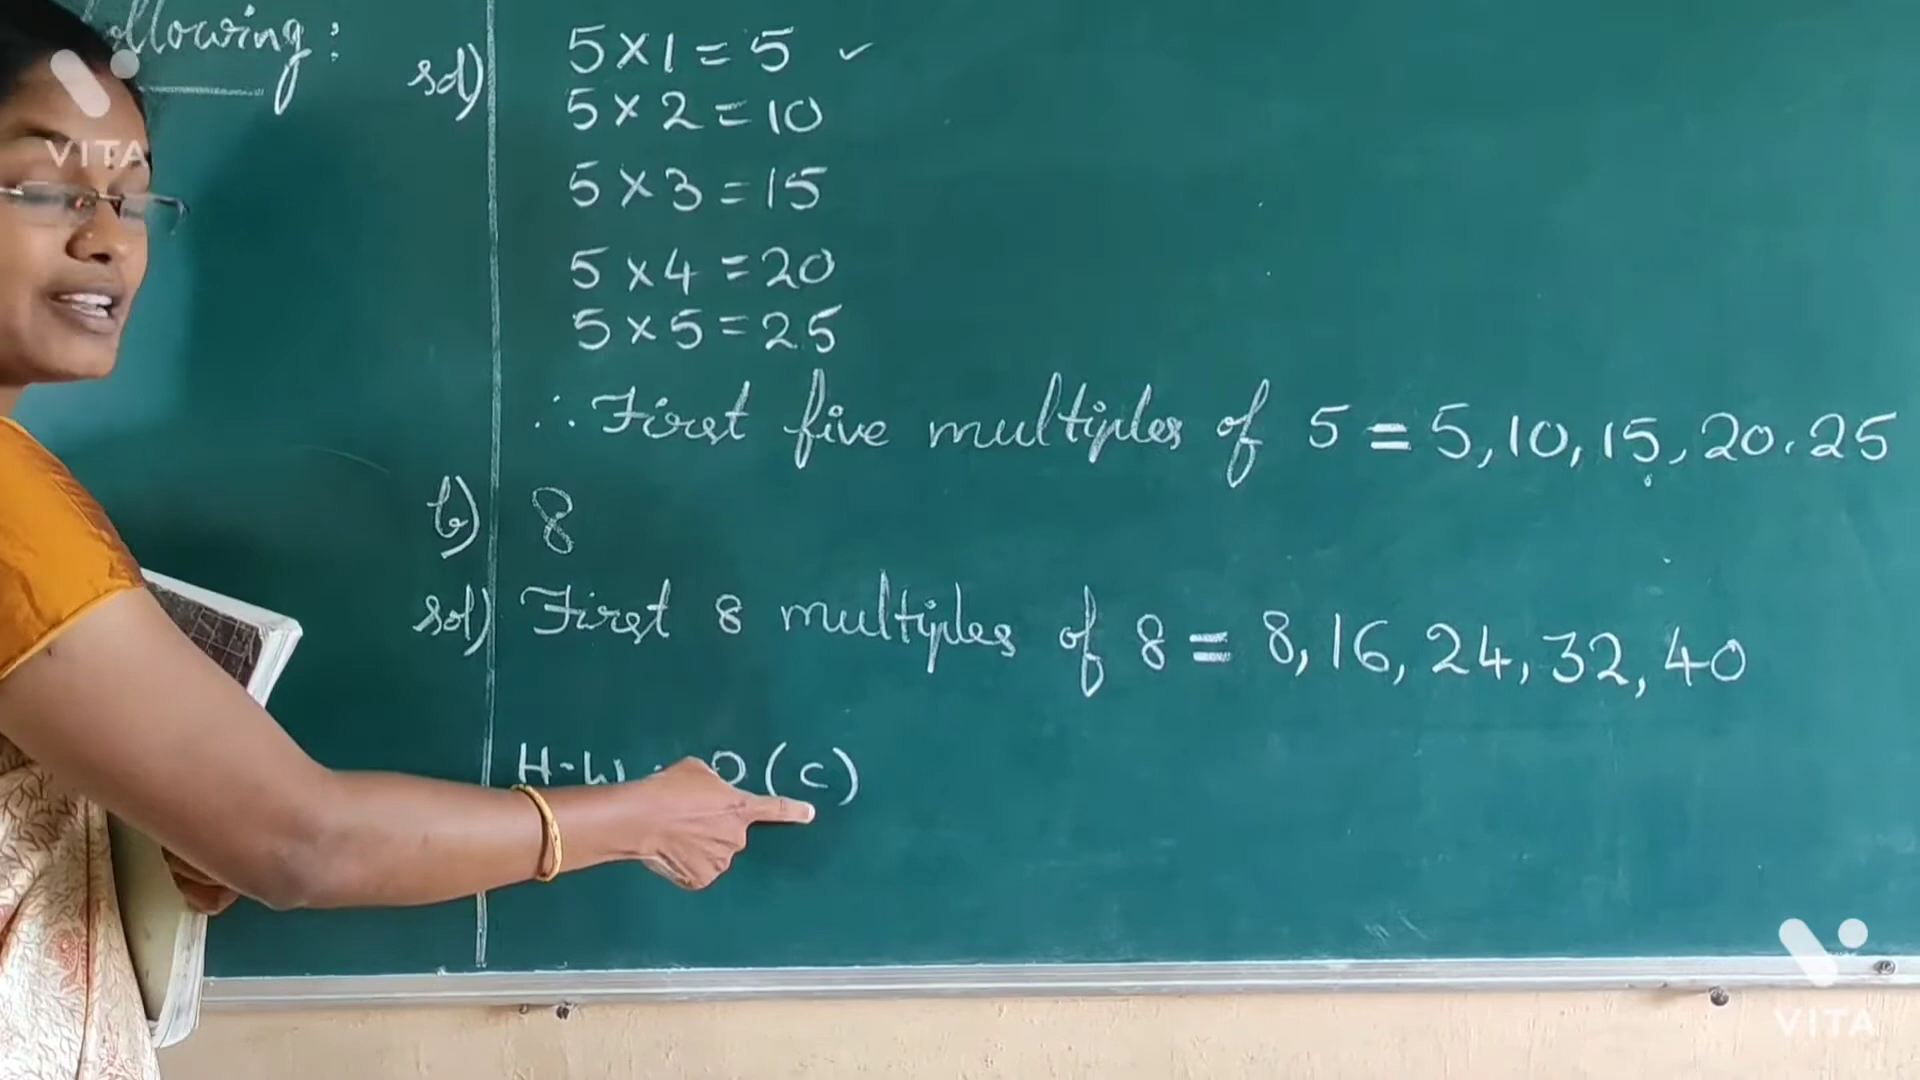 following:
sol) 5×1=5 ✓
5×2=10
5×3=15
5×4=20
5×5=25
∴ First five multiples of 5 = 5,10,15,20.25
b) 8
sol) First 8 multiples of 8 = 8,16,24,32,40
H.W. (c)
VITA
VITA